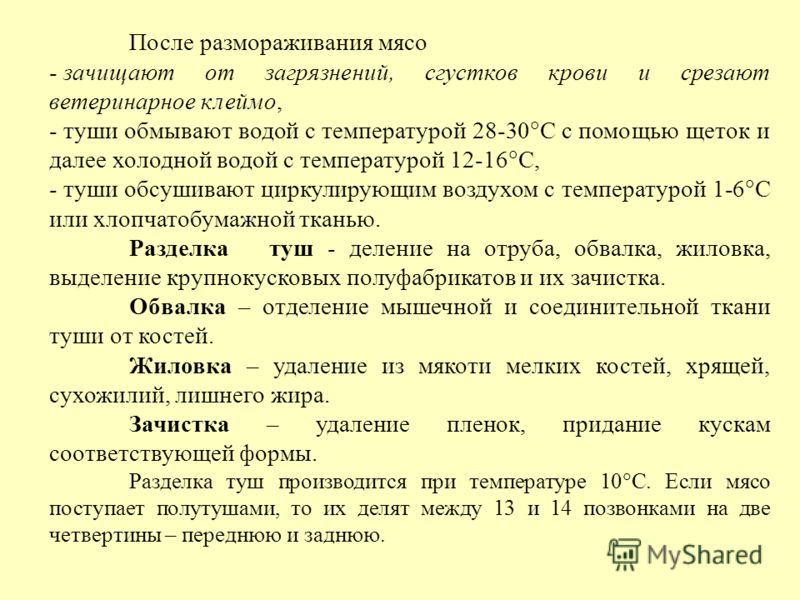 После размораживания мясо
- зачищают от загрязнений, сгустков крови и срезают
ветеринарное клеймо,
- туши обмывают водой с температурой 28-30°С с помощью щеток и
далее холодной водой с температурой 12-16°С,
- туши обсушивают циркулирующим воздухом с температурой 1-6°С
или хлопчатобумажной тканью.
Разделка туш - деление на отруба, обвалка, жиловка,
выделение крупнокусковых полуфабрикатов и их зачистка.
Обвалка – отделение мышечной и соединительной ткани
туши от костей.
Жиловка – удаление из мякоти мелких костей, хрящей,
сухожилий, лишнего жира.
Зачистка – удаление пленок, придание кускам
соответствующей формы.
Разделка туш производится при температуре 10°С. Если мясо
поступает полутушами, то их делят между 13 и 14 позвонками на две
четвертины – переднюю и заднюю.
MyShared